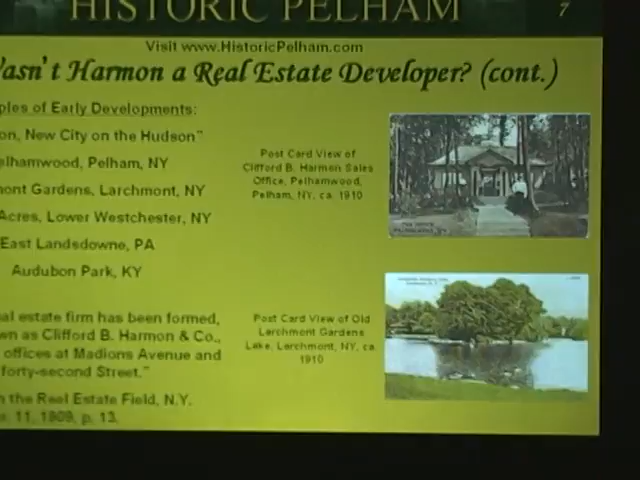 HISTORIC PELHAM
7
Visit www.HistoricPelham.com
asn't Harmon a Real Estate Developer? (cont.)
ples of Early Developments:
on, New City on the Hudson"
elhamwood, Pelham, NY
mont Gardens, Larchmont, NY
Acres, Lower Westchester, NY
East Landsdowne, PA
Audubon Park, KY
Post Card View of
Clifford B. Harmon Sales
Office, Pelhamwood,
Pelham, NY, ca. 1910
al estate firm has been formed,
wn as Clifford B. Harmon & Co.,
offices at Madions Avenue and
forty-second Street."
n the Real Estate Field, N.Y.
11, 1909, p. 13.
Post Card View of Old
Larchmont Gardens
Lake, Larchmont, NY, ca.
1910